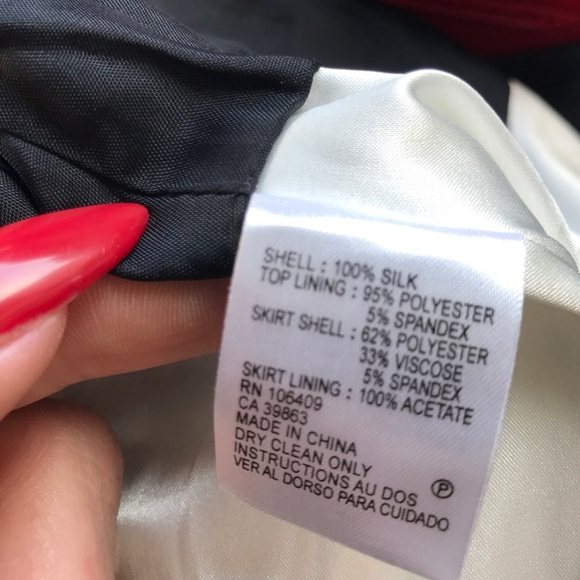 SHELL : 100% SILK
TOP LINING : 95% POLYESTER
5% SPANDEX
SKIRT SHELL : 62% POLYESTER
33% VISCOSE
5% SPANDEX
SKIRT LINING : 100% ACETATE
RN 106409
CA 39863
MADE IN CHINA
DRY CLEAN ONLY
INSTRUCTIONS AU DOS
VER AL DORSO PARA CUIDADO
P